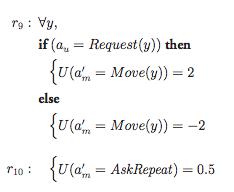 r₉ : ∀y,
if (aᵤ = Request(y)) then
{U(a′ₘ = Move(y)) = 2
else
{U(a′ₘ = Move(y)) = −2
r₁₀ : {U(a′ₘ = AskRepeat) = 0.5